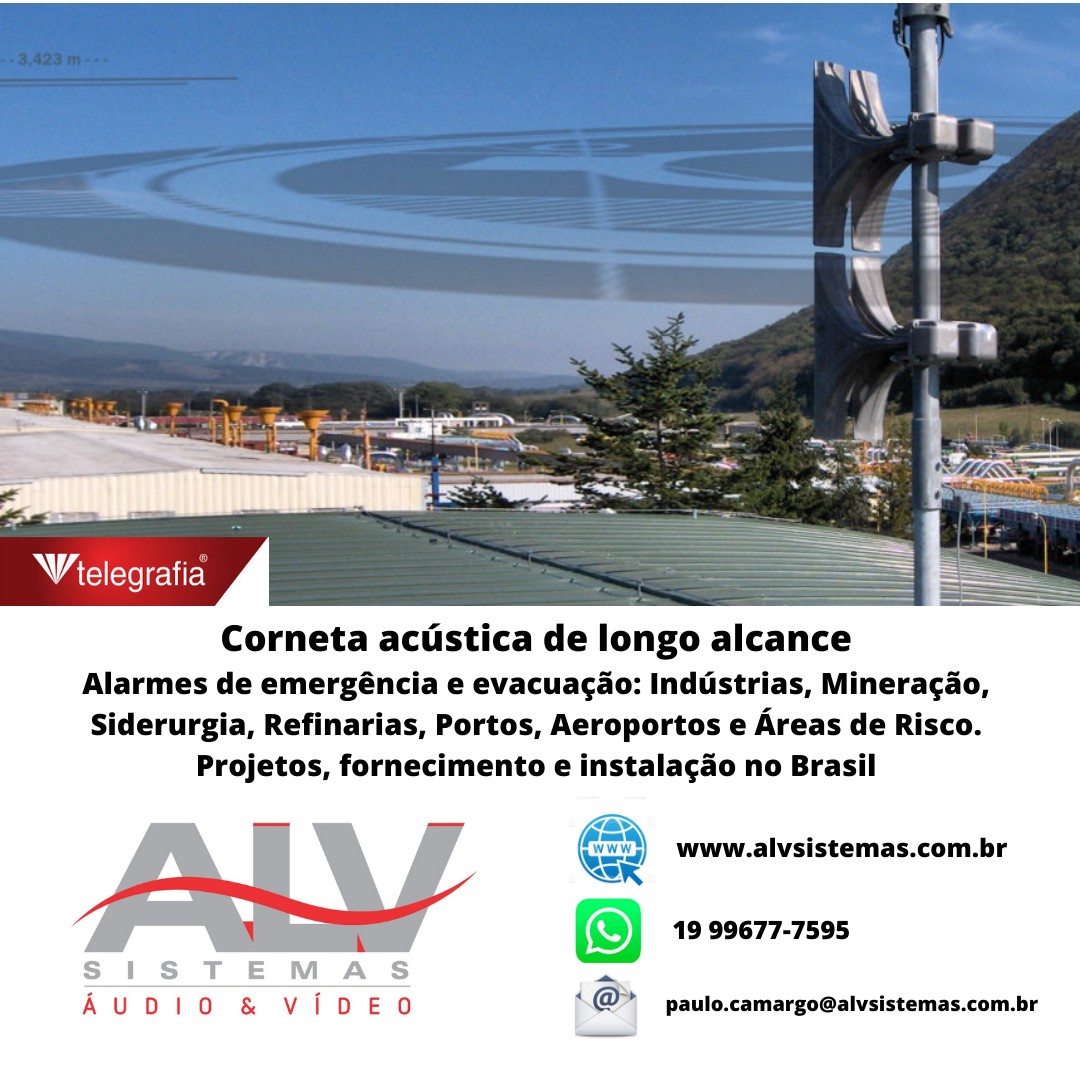 3,423 m
telegrafia®
Corneta acústica de longo alcance
Alarmes de emergência e evacuação: Indústrias, Mineração,
Siderurgia, Refinarias, Portos, Aeroportos e Áreas de Risco.
Projetos, fornecimento e instalação no Brasil
ALV
SISTEMAS
ÁUDIO & VÍDEO
WWW
www.alvsistemas.com.br
19 99677-7595
@
paulo.camargo@alvsistemas.com.br